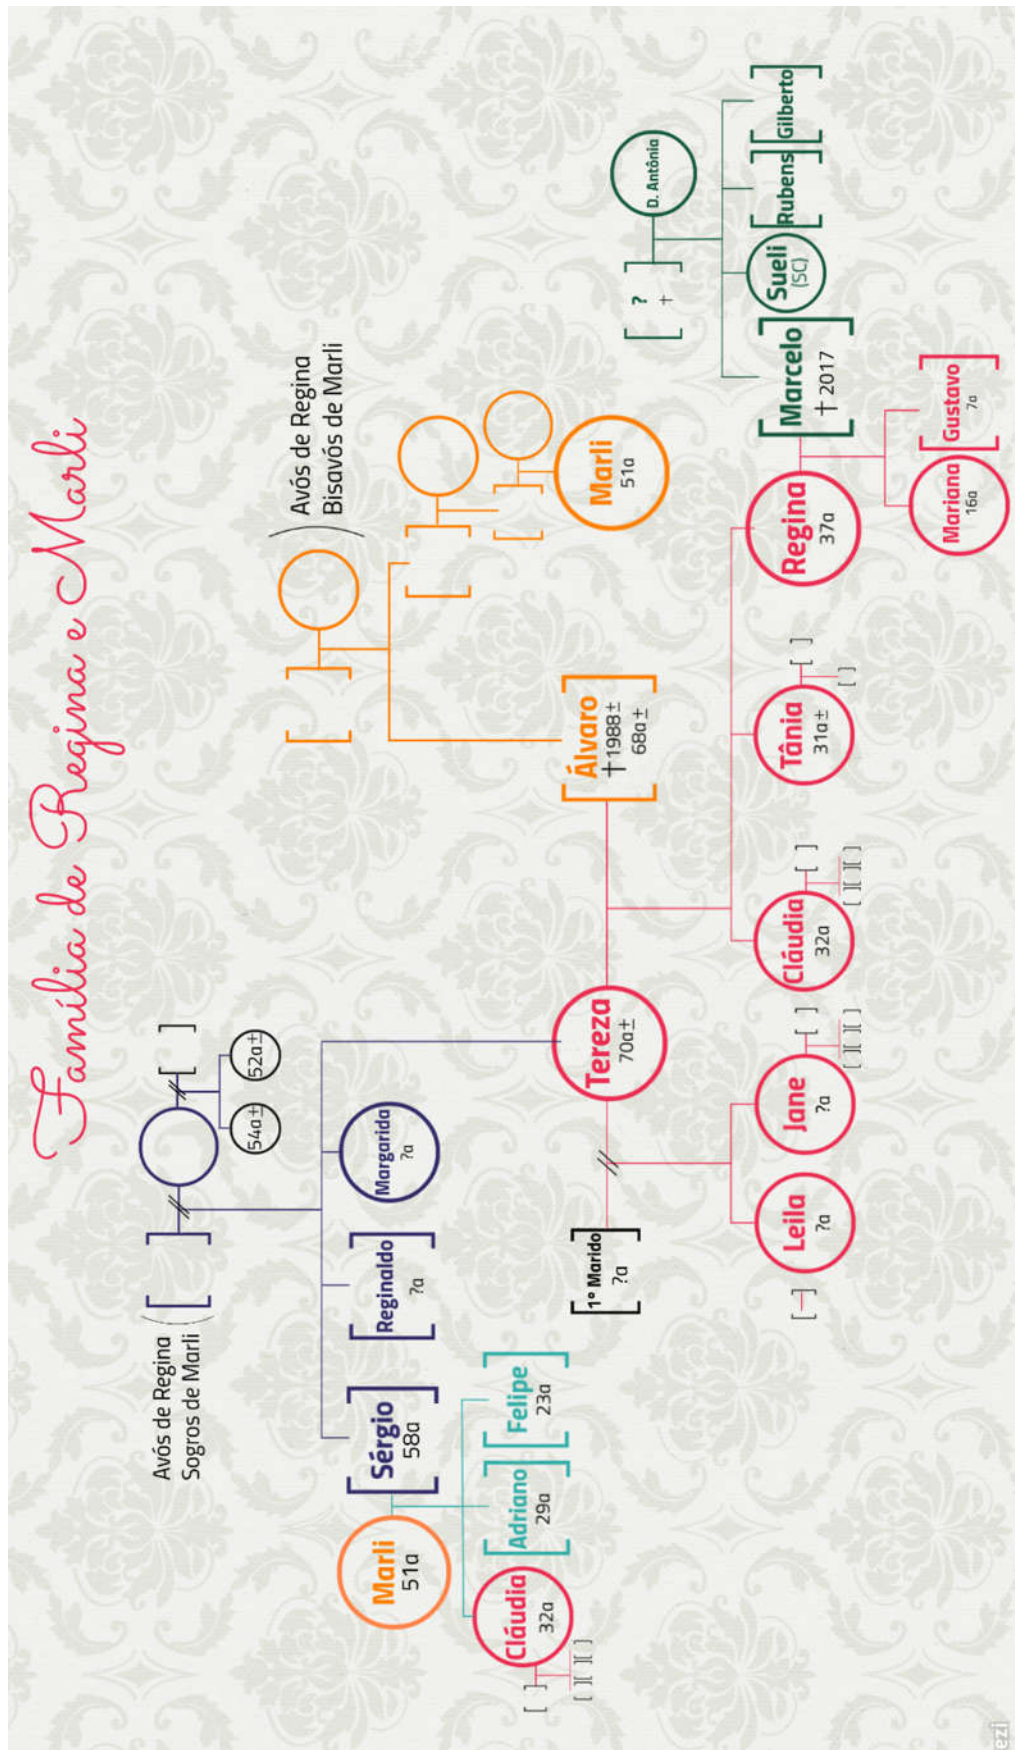 Família de Regina e Marli
Avós de Regina
Sogros de Marli
54a±
52a±
Avós de Regina
Bisavós de Marli
Marli
51a
Sérgio
58a
Reginaldo
?a
Margarida
?a
Cláudia
32a
Adriano
29a
Felipe
23a
1º Marido
?a
Tereza
70a±
Álvaro
†1988±
68a±
Marli
51a
?
†
D. Antônia
Leila
?a
Jane
?a
Cláudia
32a
Tânia
31a±
Regina
37a
Marcelo
† 2017
Sueli
(SC)
Rubens
Gilberto
Mariana
16a
Gustavo
7a
ezi